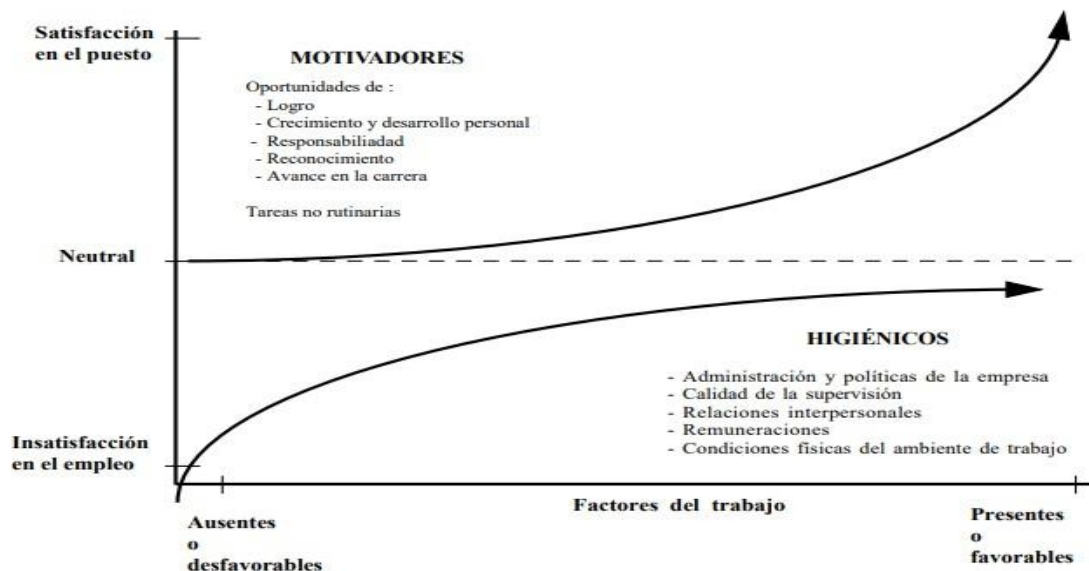 Satisfacción
en el puesto
MOTIVADORES
Oportunidades de :
- Logro
- Crecimiento y desarrollo personal
- Responsabiliadad
- Reconocimiento
- Avance en la carrera
Tareas no rutinarias
Neutral
HIGIÉNICOS
- Administración y políticas de la empresa
- Calidad de la supervisión
- Relaciones interpersonales
- Remuneraciones
- Condiciones físicas del ambiente de trabajo
Insatisfacción
en el empleo
Factores del trabajo
Ausentes
o
desfavorables
Presentes
o
favorables